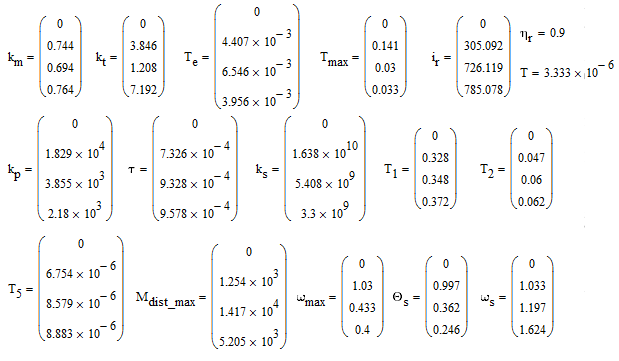 k_m = (0 0.744 0.694 0.764) k_t = (0 3.846 1.208 7.192) T_e = (0 4.407 × 10^-3 6.546 × 10^-3 3.956 × 10^-3) T_max = (0 0.141 0.03 0.033) i_r = (0 305.092 726.119 785.078) η_r = 0.9
T = 3.333 × 10^-6
k_p = (0 1.829 × 10^4 3.855 × 10^3 2.18 × 10^3) τ = (0 7.326 × 10^-4 9.328 × 10^-4 9.578 × 10^-4) k_s = (0 1.638 × 10^10 5.408 × 10^9 3.3 × 10^9) T_1 = (0 0.328 0.348 0.372) T_2 = (0 0.047 0.06 0.062)
T_5 = (0 6.754 × 10^-6 8.579 × 10^-6 8.883 × 10^-6) M_dist_max = (0 1.254 × 10^3 1.417 × 10^4 5.205 × 10^3) ω_max = (0 1.03 0.433 0.4) Θ_s = (0 0.997 0.362 0.246) ω_s = (0 1.033 1.197 1.624)